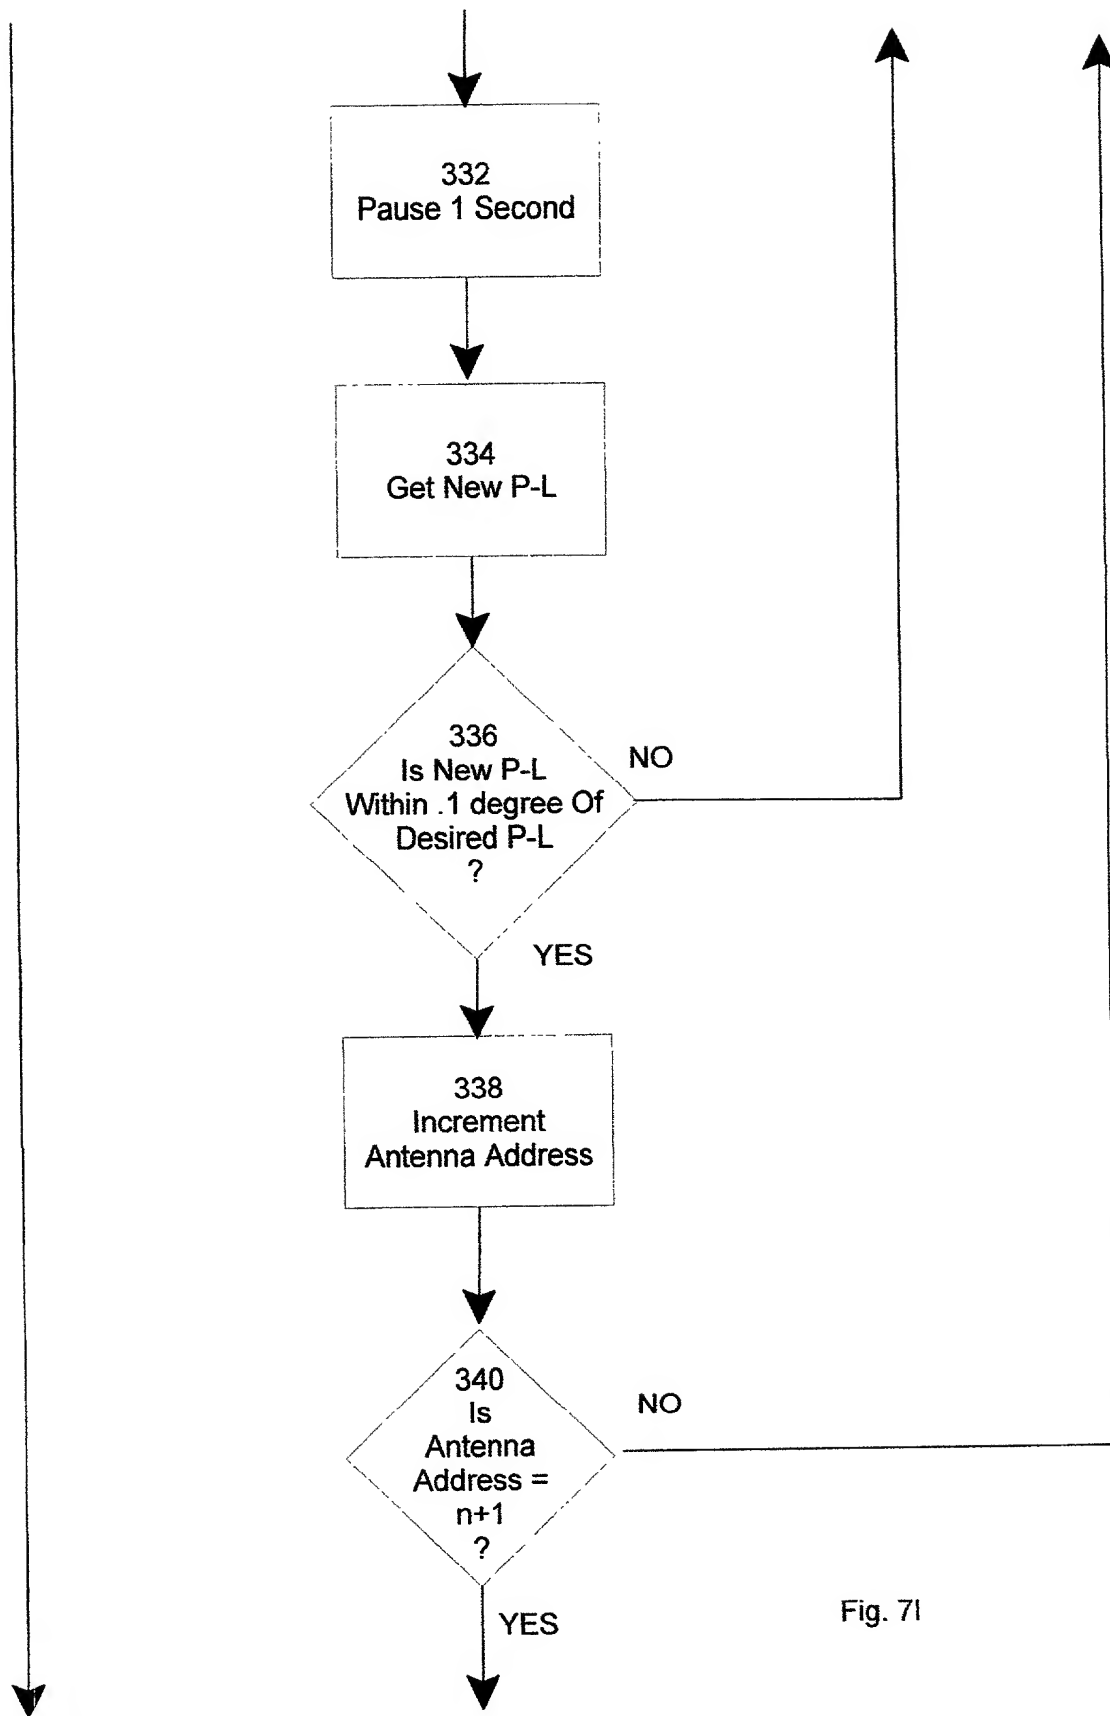 332
Pause 1 Second
334
Get New P-L
336
Is New P-L
Within .1 degree Of
Desired P-L
?
NO
YES
338
Increment
Antenna Address
340
Is
Antenna
Address =
n+1
?
NO
YES
Fig. 7I